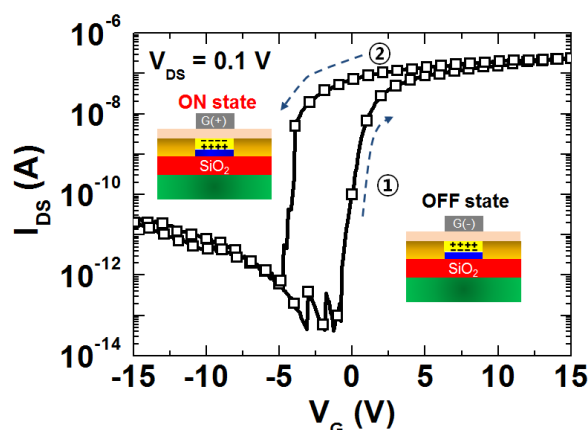 V_DS = 0.1 V
②
ON state
G(+)
----
++++
SiO₂
①
OFF state
G(-)
++++
----
SiO₂
I_DS (A)
10⁻⁶
10⁻⁸
10⁻¹⁰
10⁻¹²
10⁻¹⁴
-15 -10 -5 0 5 10 15
V_G (V)